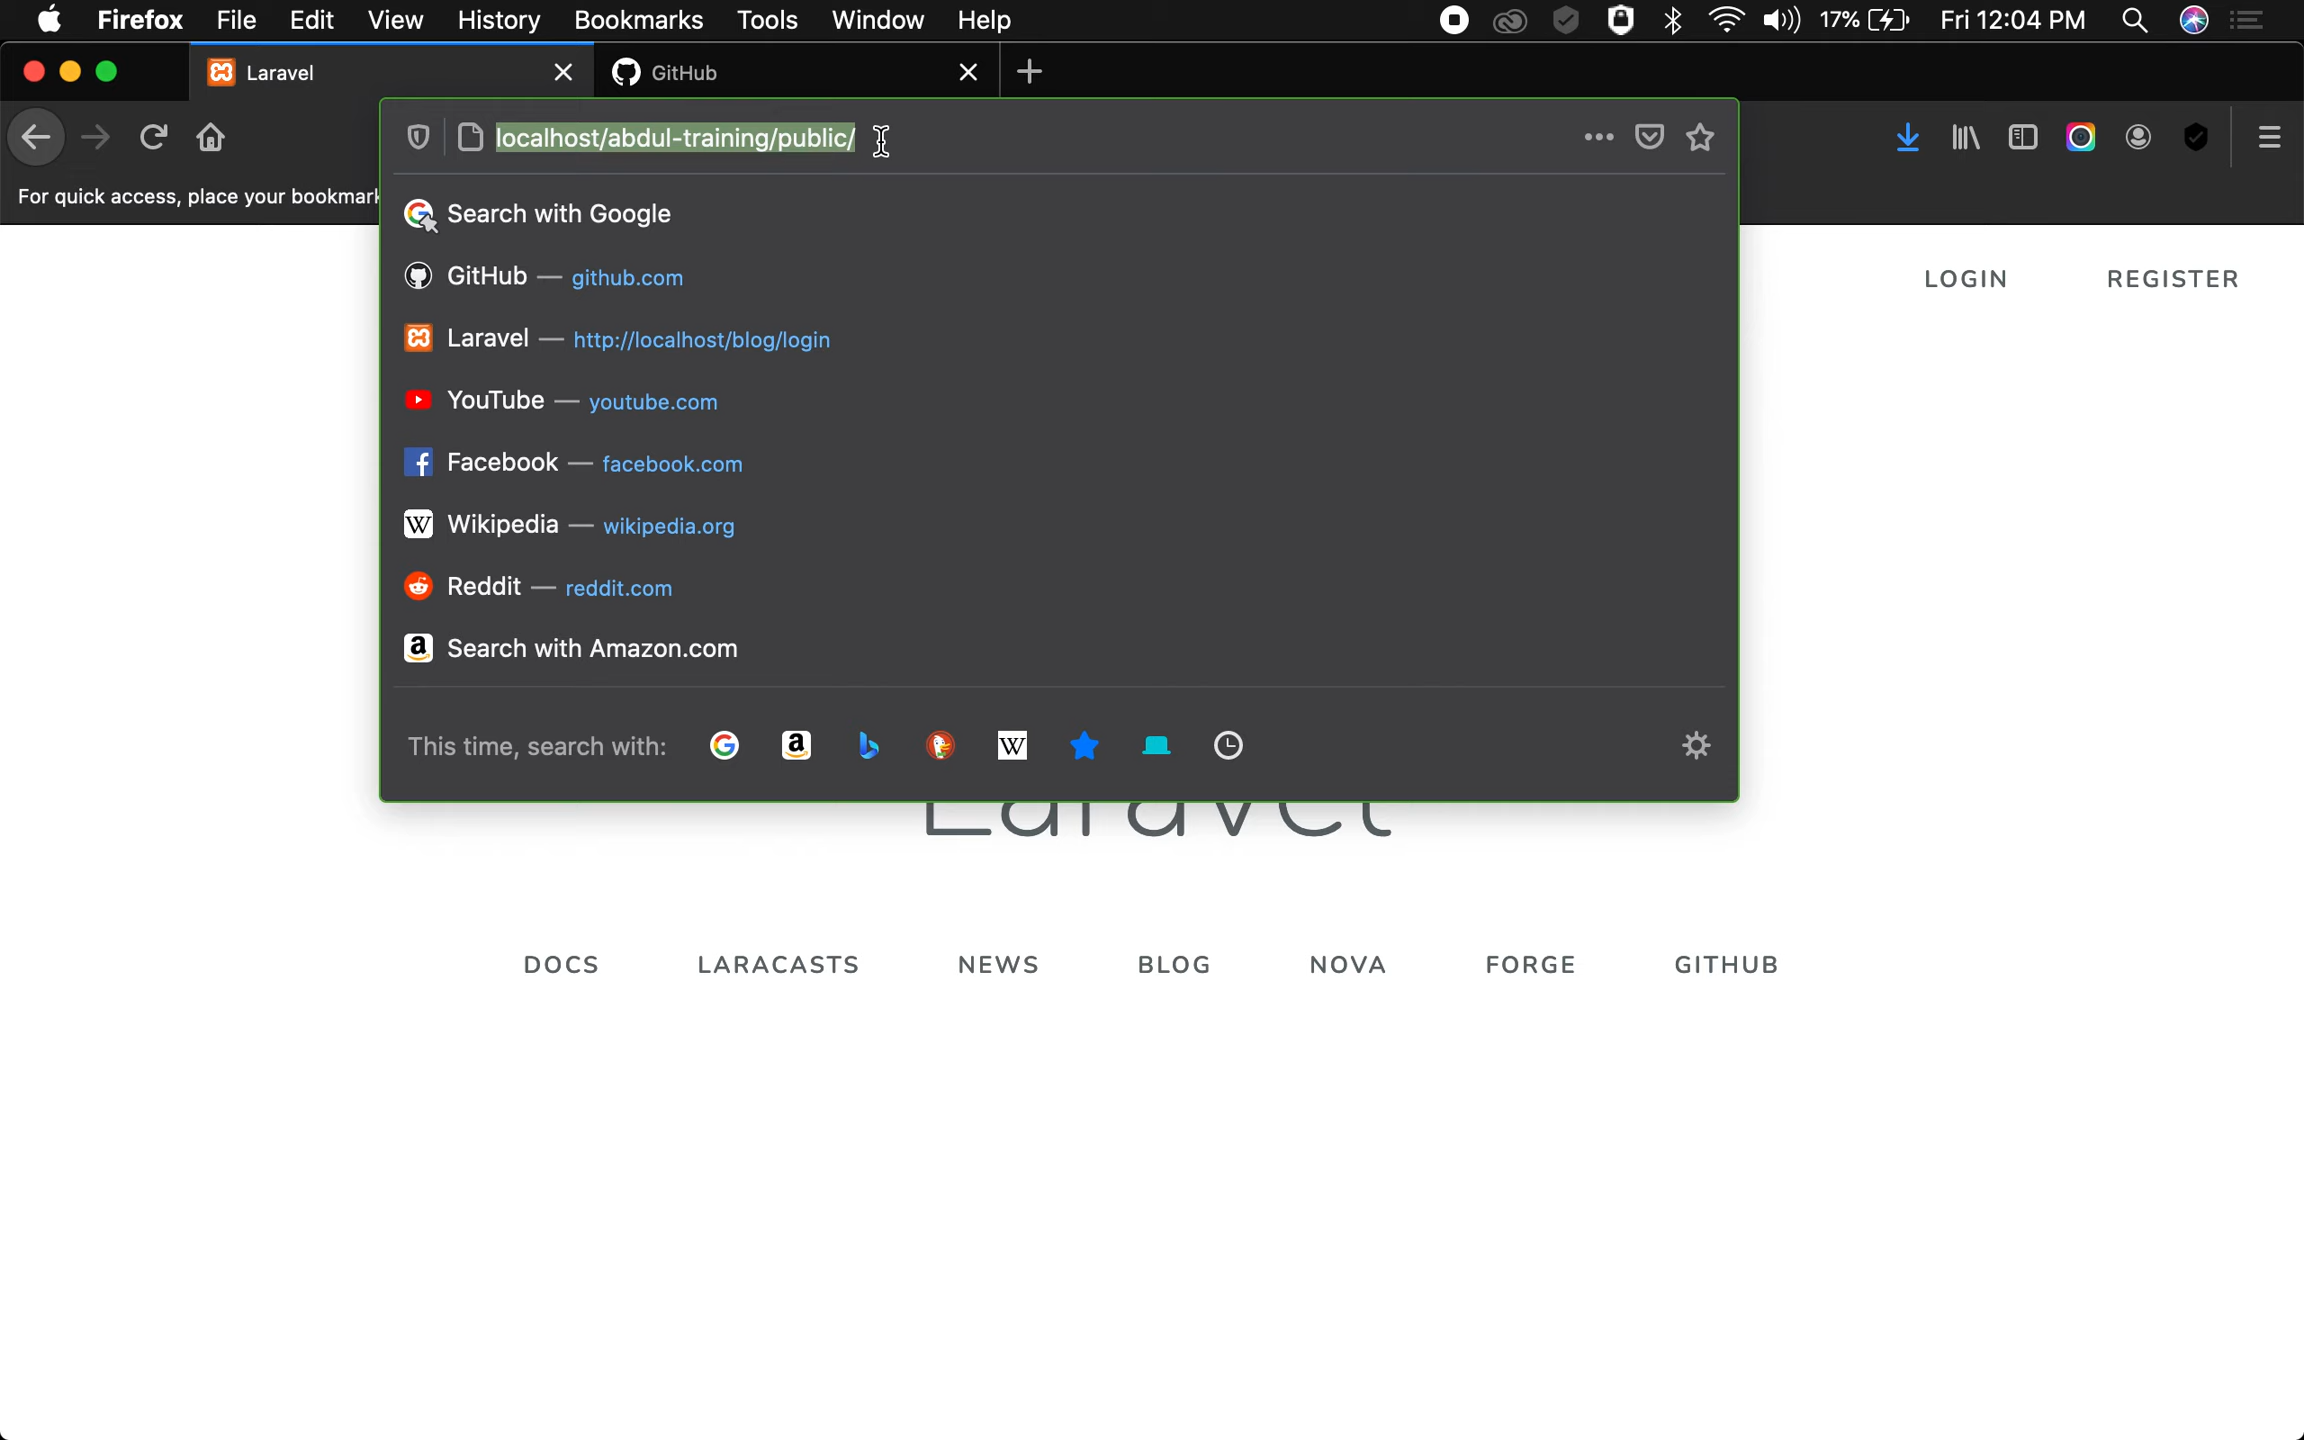 Firefox File Edit View History Bookmarks Tools Window Help 17% Fri 12:04 PM
Laravel GitHub
localhost/abdul-training/public/
For quick access, place your bookmark
Search with Google
GitHub — github.com
Laravel — http://localhost/blog/login
YouTube — youtube.com
Facebook — facebook.com
Wikipedia — wikipedia.org
Reddit — reddit.com
Search with Amazon.com
This time, search with:
LOGIN REGISTER
Laravel
DOCS LARACASTS NEWS BLOG NOVA FORGE GITHUB